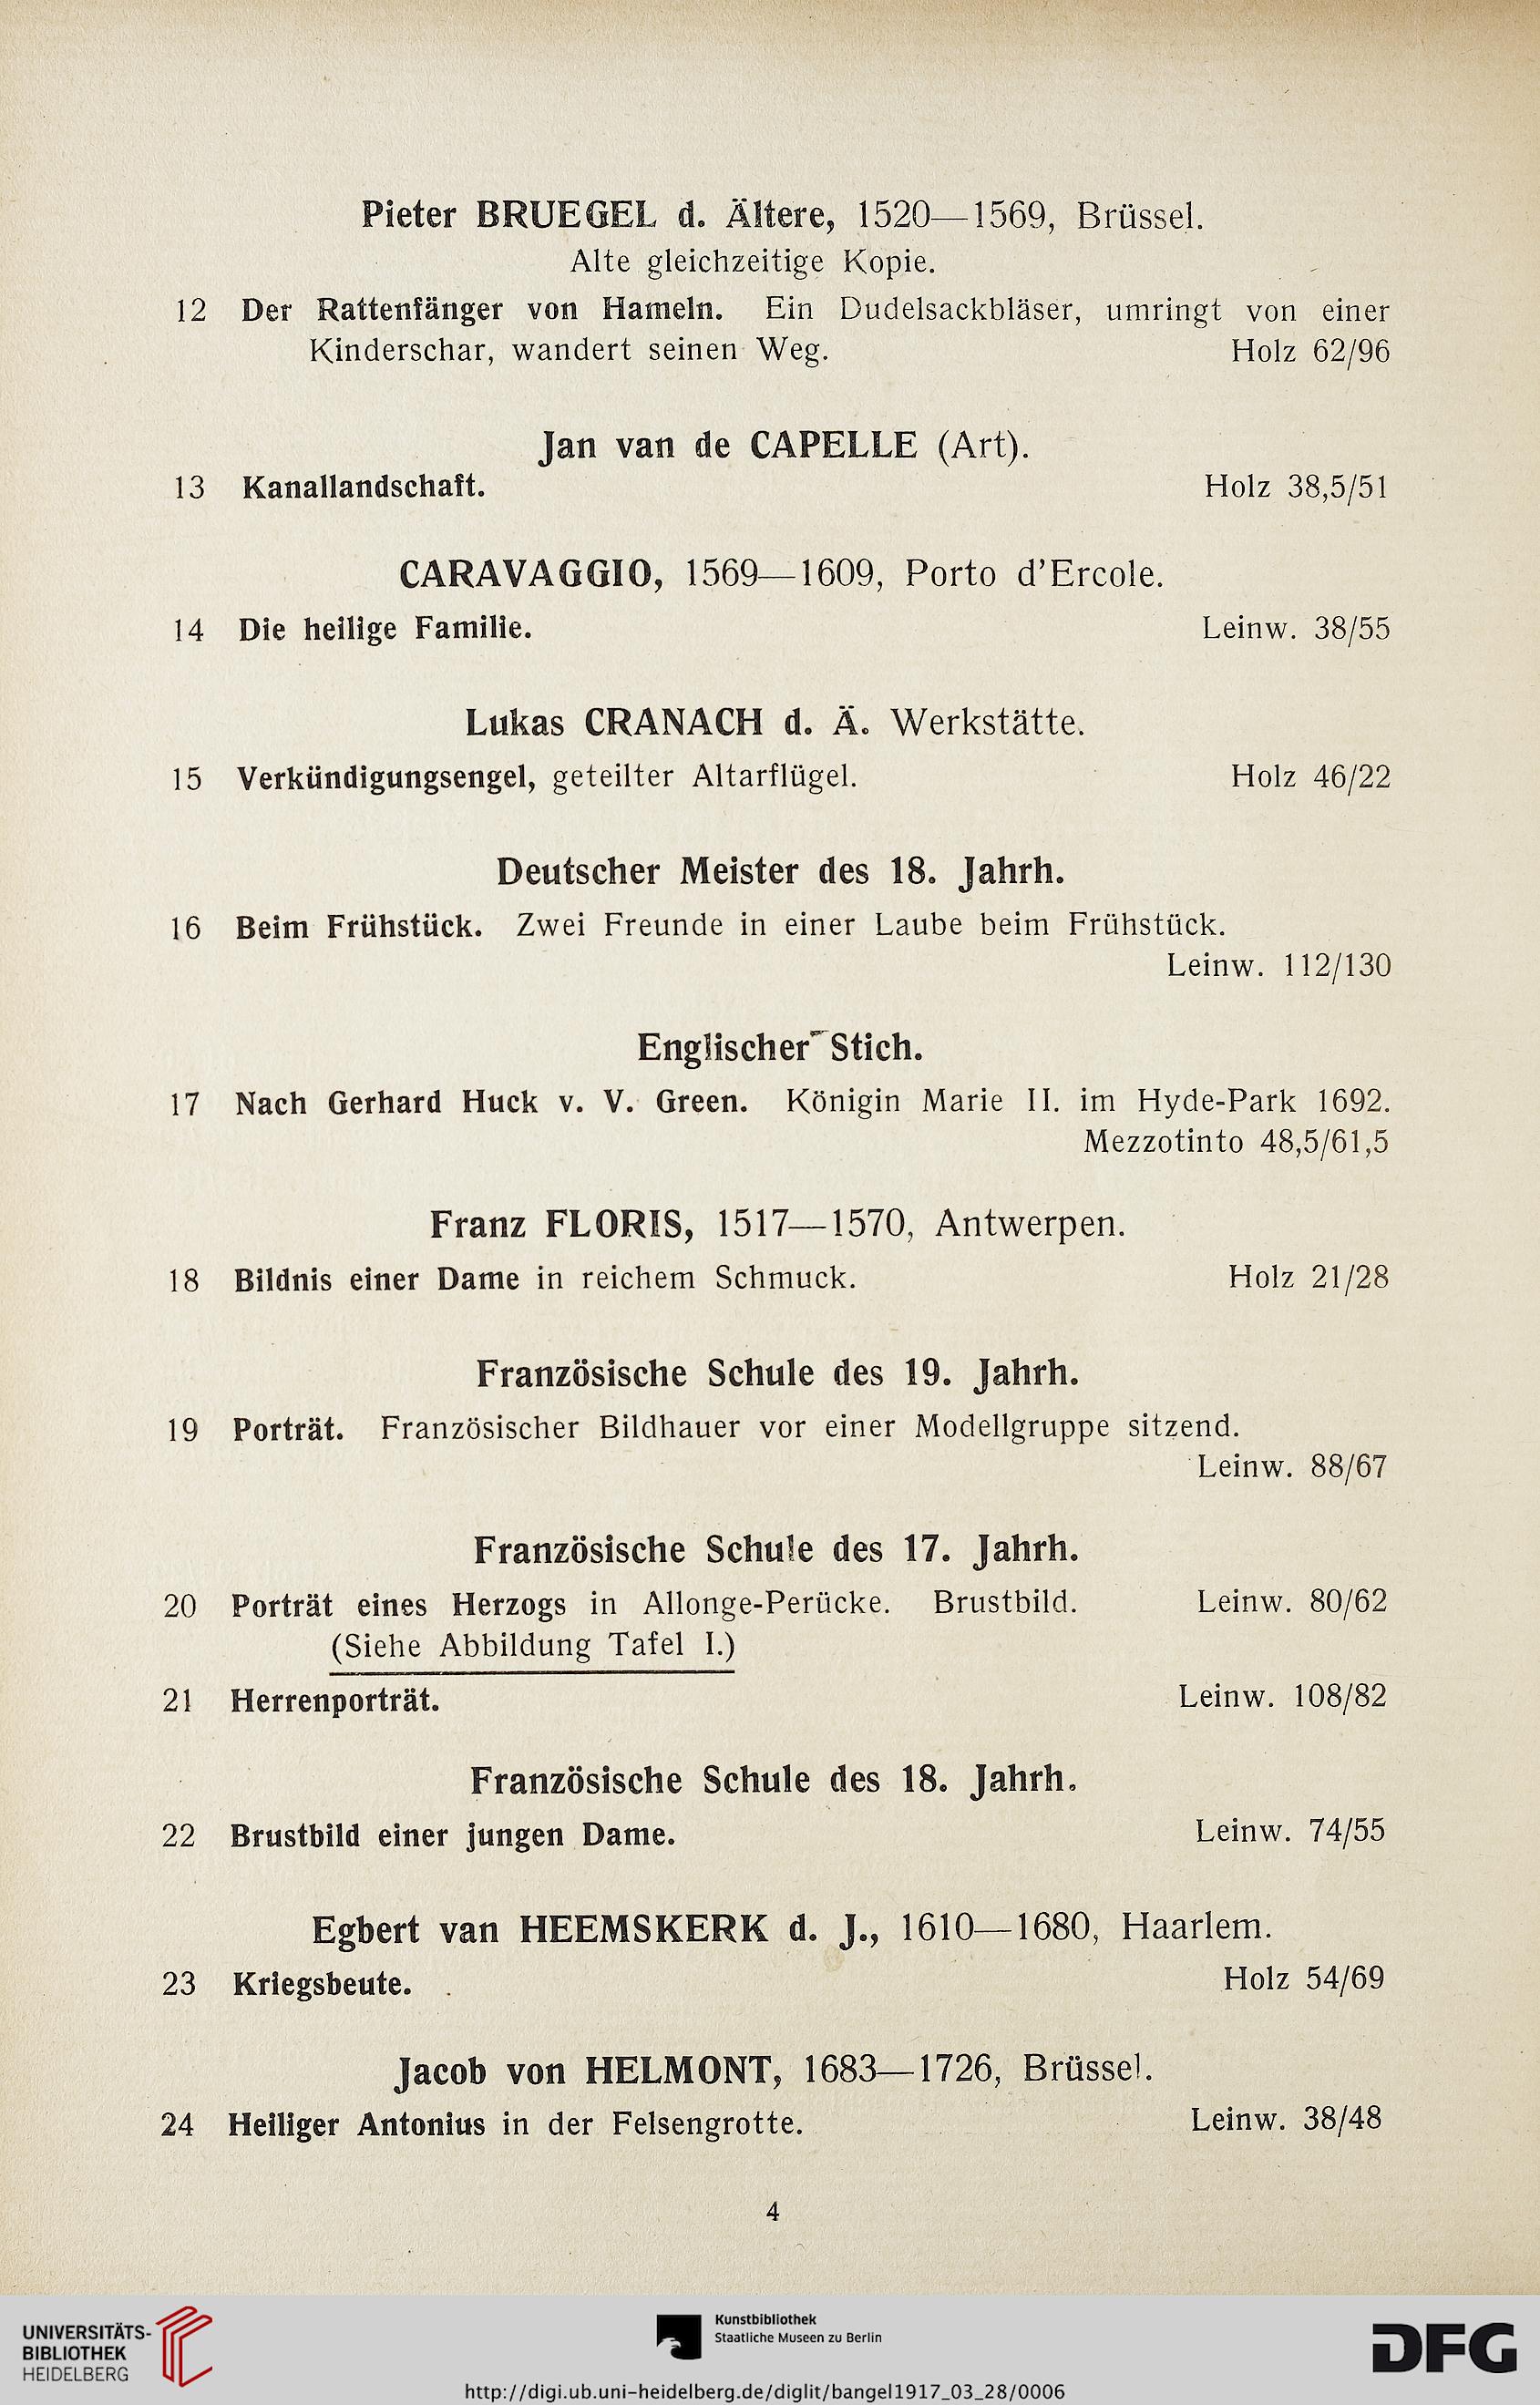 Pieter BRUEGEL d. Ältere, 1520—1569, Brüssel.
Alte gleichzeitige Kopie.
12 Der Rattenfänger von Hameln. Ein Dudelsackbläser, umringt von einer
Kinderschar, wandert seinen Weg. Holz 62/96
Jan van de CAPELLE (Art).
13 Kanallandschaft. Holz 38,5/51
CARAVAGGIO, 1569—1609, Porto d'Ercole.
14 Die heilige Familie. Leinw. 38/55
Lukas CRANACH d. Ä. Werkstätte.
15 Verkündigungsengel, geteilter Altarflügel. Holz 46/22
Deutscher Meister des 18. Jahrh.
16 Beim Frühstück. Zwei Freunde in einer Laube beim Frühstück.
Leinw. 112/130
Englischer Stich.
17 Nach Gerhard Huck v. V. Green. Königin Marie II. im Hyde-Park 1692.
Mezzotinto 48,5/61,5
Franz FLORIS, 1517—1570, Antwerpen.
18 Bildnis einer Dame in reichem Schmuck. Holz 21/28
Französische Schule des 19. Jahrh.
19 Porträt. Französischer Bildhauer vor einer Modellgruppe sitzend.
Leinw. 88/67
Französische Schule des 17. Jahrh.
20 Porträt eines Herzogs in Allonge-Perücke. Brustbild. Leinw. 80/62
(Siehe Abbildung Tafel I.)
21 Herrenporträt. Leinw. 108/82
Französische Schule des 18. Jahrh.
22 Brustbild einer jungen Dame. Leinw. 74/55
Egbert van HEEMSKERK d. J., 1610—1680, Haarlem.
23 Kriegsbeute. Holz 54/69
Jacob von HELMONT, 1683—1726, Brüssel.
24 Heiliger Antonius in der Felsengrotte. Leinw. 38/48
4
UNIVERSITÄTS-
BIBLIOTHEK
HEIDELBERG
Kunstbibliothek
Staatliche Museen zu Berlin
DFG
http://digi.ub.uni-heidelberg.de/diglit/bangel1917_03_28/0006